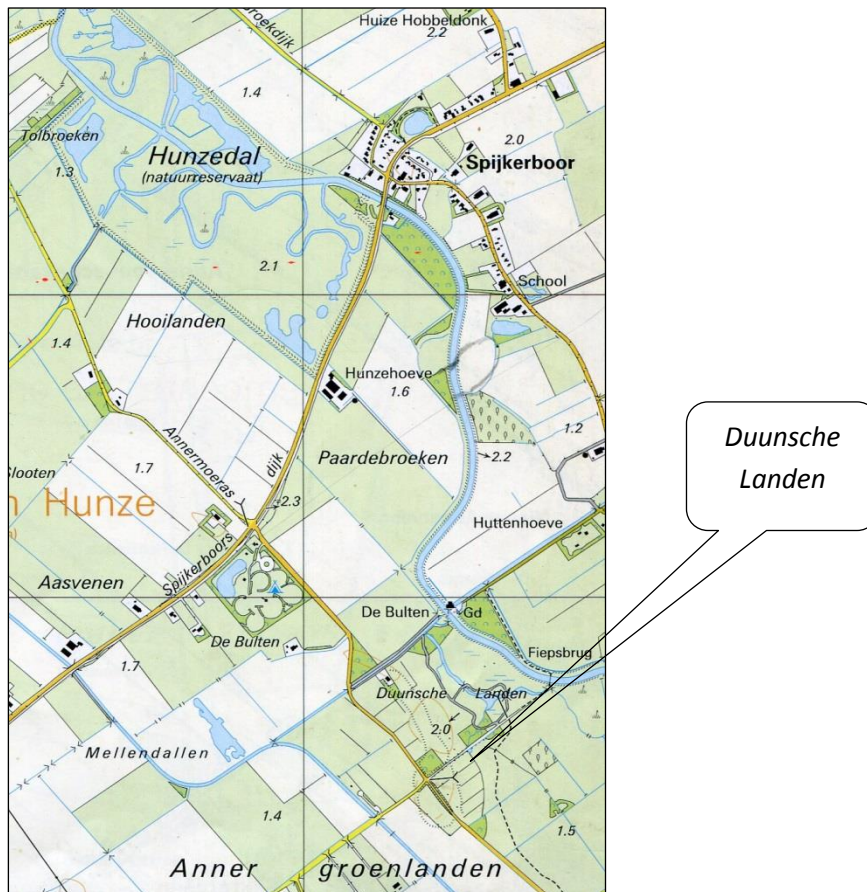 Huize Hobbeldonk
2.2
broekdijk
1.4
Tolbroeken
1.3
Hunzedal
(natuurreservaat)
2.0
Spijkerboor
2.1
School
Hooilanden
1.4
Hunzehoeve
1.6
1.2
Annermoeras
dijk
Paardebroeken
2.2
Slooten
1.7
2.3
Hunze
Huttenhoeve
Spijkerboors
Aasvenen
De Bulten
Gd
De Bulten
Fiepsbrug
1.7
Duunsche Landen
2.0
Mellendallen
1.4
1.5
Anner groenlanden
Duunsche
Landen